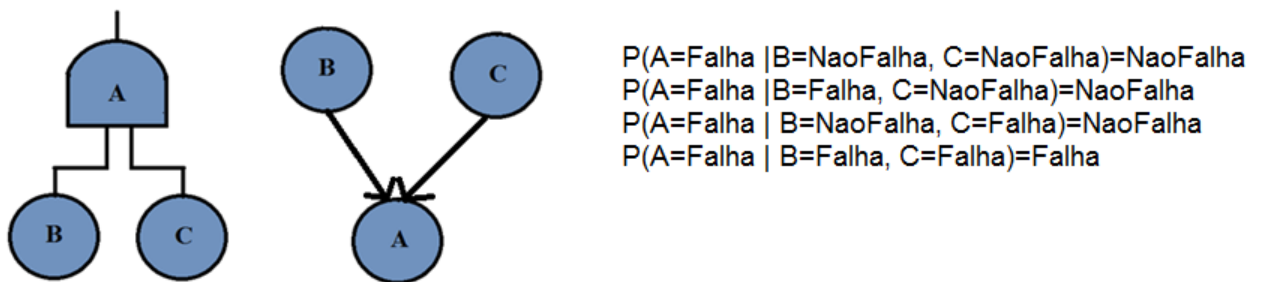 A
B
C
B
C
A
P(A=Falha |B=NaoFalha, C=NaoFalha)=NaoFalha
P(A=Falha |B=Falha, C=NaoFalha)=NaoFalha
P(A=Falha | B=NaoFalha, C=Falha)=NaoFalha
P(A=Falha | B=Falha, C=Falha)=Falha